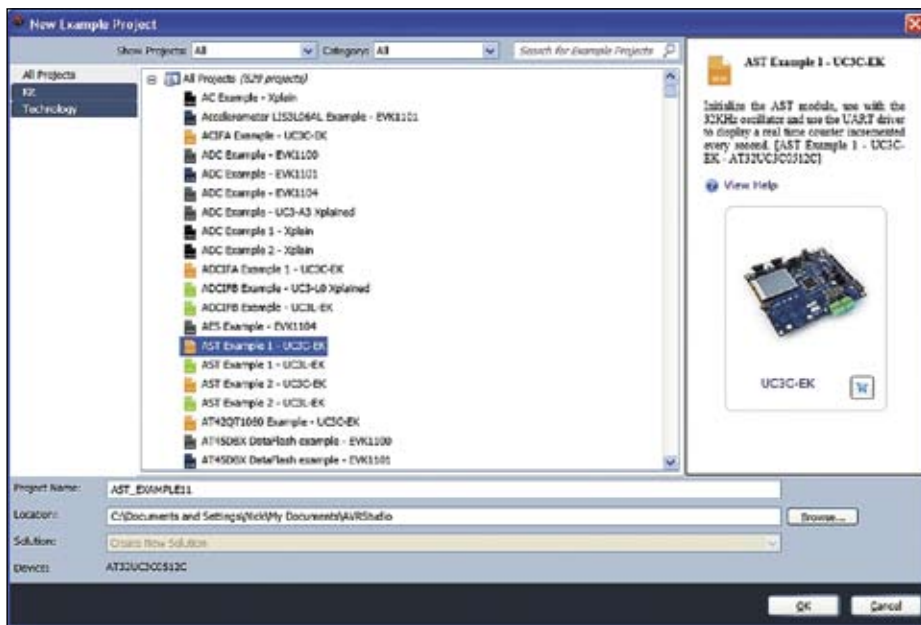 New Example Project
Show Projects: All
Category: All
Search for Example Projects
All Projects
Kit
Technology
All Projects (529 projects)
AC Example - Xplain
Accelerometer LIS3L06AL Example - EVK1101
ACIFA Example - UC3C-EK
ADC Example - EVK1100
ADC Example - EVK1101
ADC Example - EVK1104
ADC Example - UC3-A3 Xplained
ADC Example 1 - Xplain
ADC Example 2 - Xplain
ADCIFA Example 1 - UC3C-EK
ADCIFB Example - UC3-L0 Xplained
ADCIFB Example - UC3L-EK
AES Example - EVK1104
AST Example 1 - UC3C-EK
AST Example 1 - UC3L-EK
AST Example 2 - UC3C-EK
AST Example 2 - UC3L-EK
AT42QT1060 Example - UC3C-EK
AT45DBX DataFlash example - EVK1100
AT45DBX DataFlash example - EVK1101
AST Example 1 - UC3C-EK
Initialize the AST module, use with the
32KHz oscillator and use the UART driver
to display a real time counter incremented
every second. [AST Example 1 - UC3C-
EK - AT32UC3C0512C]
View Help
UC3C-EK
Project Name: AST_EXAMPLE11
Location: C:\Documents and Settings\Nick\My Documents\AVRStudio
Browse...
Solution: Create New Solution
Device: AT32UC3C0512C
OK
Cancel